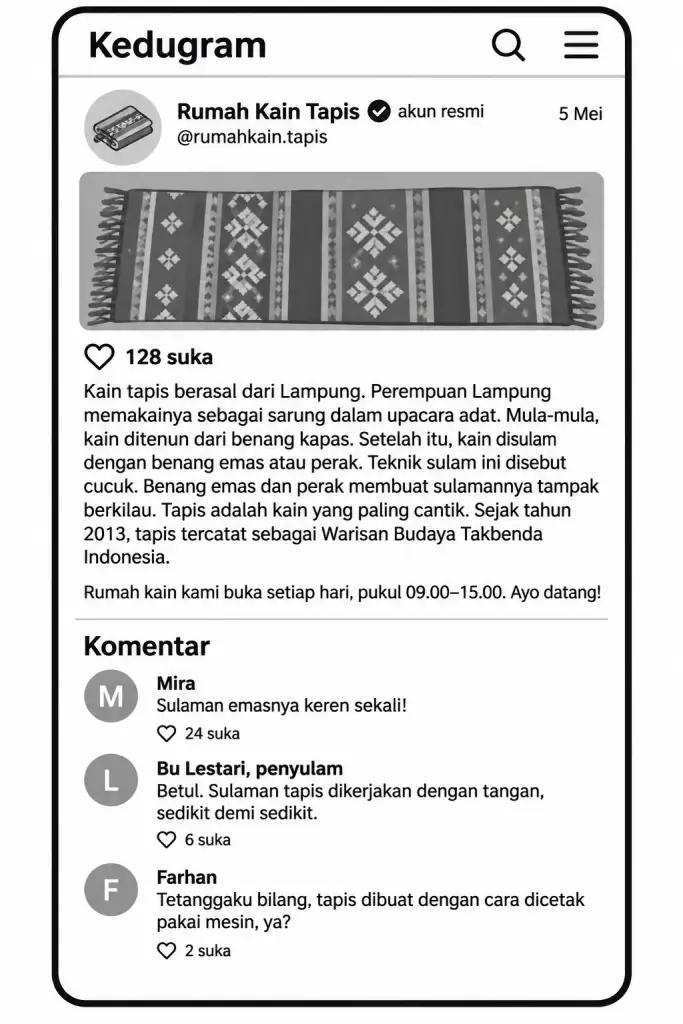 Kedugram
Rumah Kain Tapis akun resmi
@rumahkain.tapis
5 Mei
128 suka
Kain tapis berasal dari Lampung. Perempuan Lampung
memakainya sebagai sarung dalam upacara adat. Mula-mula,
kain ditenun dari benang kapas. Setelah itu, kain disulam
dengan benang emas atau perak. Teknik sulam ini disebut
cucuk. Benang emas dan perak membuat sulamannya tampak
berkilau. Tapis adalah kain yang paling cantik. Sejak tahun
2013, tapis tercatat sebagai Warisan Budaya Takbenda
Indonesia.
Rumah kain kami buka setiap hari, pukul 09.00–15.00. Ayo datang!
Komentar
M
Mira
Sulaman emasnya keren sekali!
24 suka
L
Bu Lestari, penyulam
Betul. Sulaman tapis dikerjakan dengan tangan,
sedikit demi sedikit.
6 suka
F
Farhan
Tetanggaku bilang, tapis dibuat dengan cara dicetak
pakai mesin, ya?
2 suka